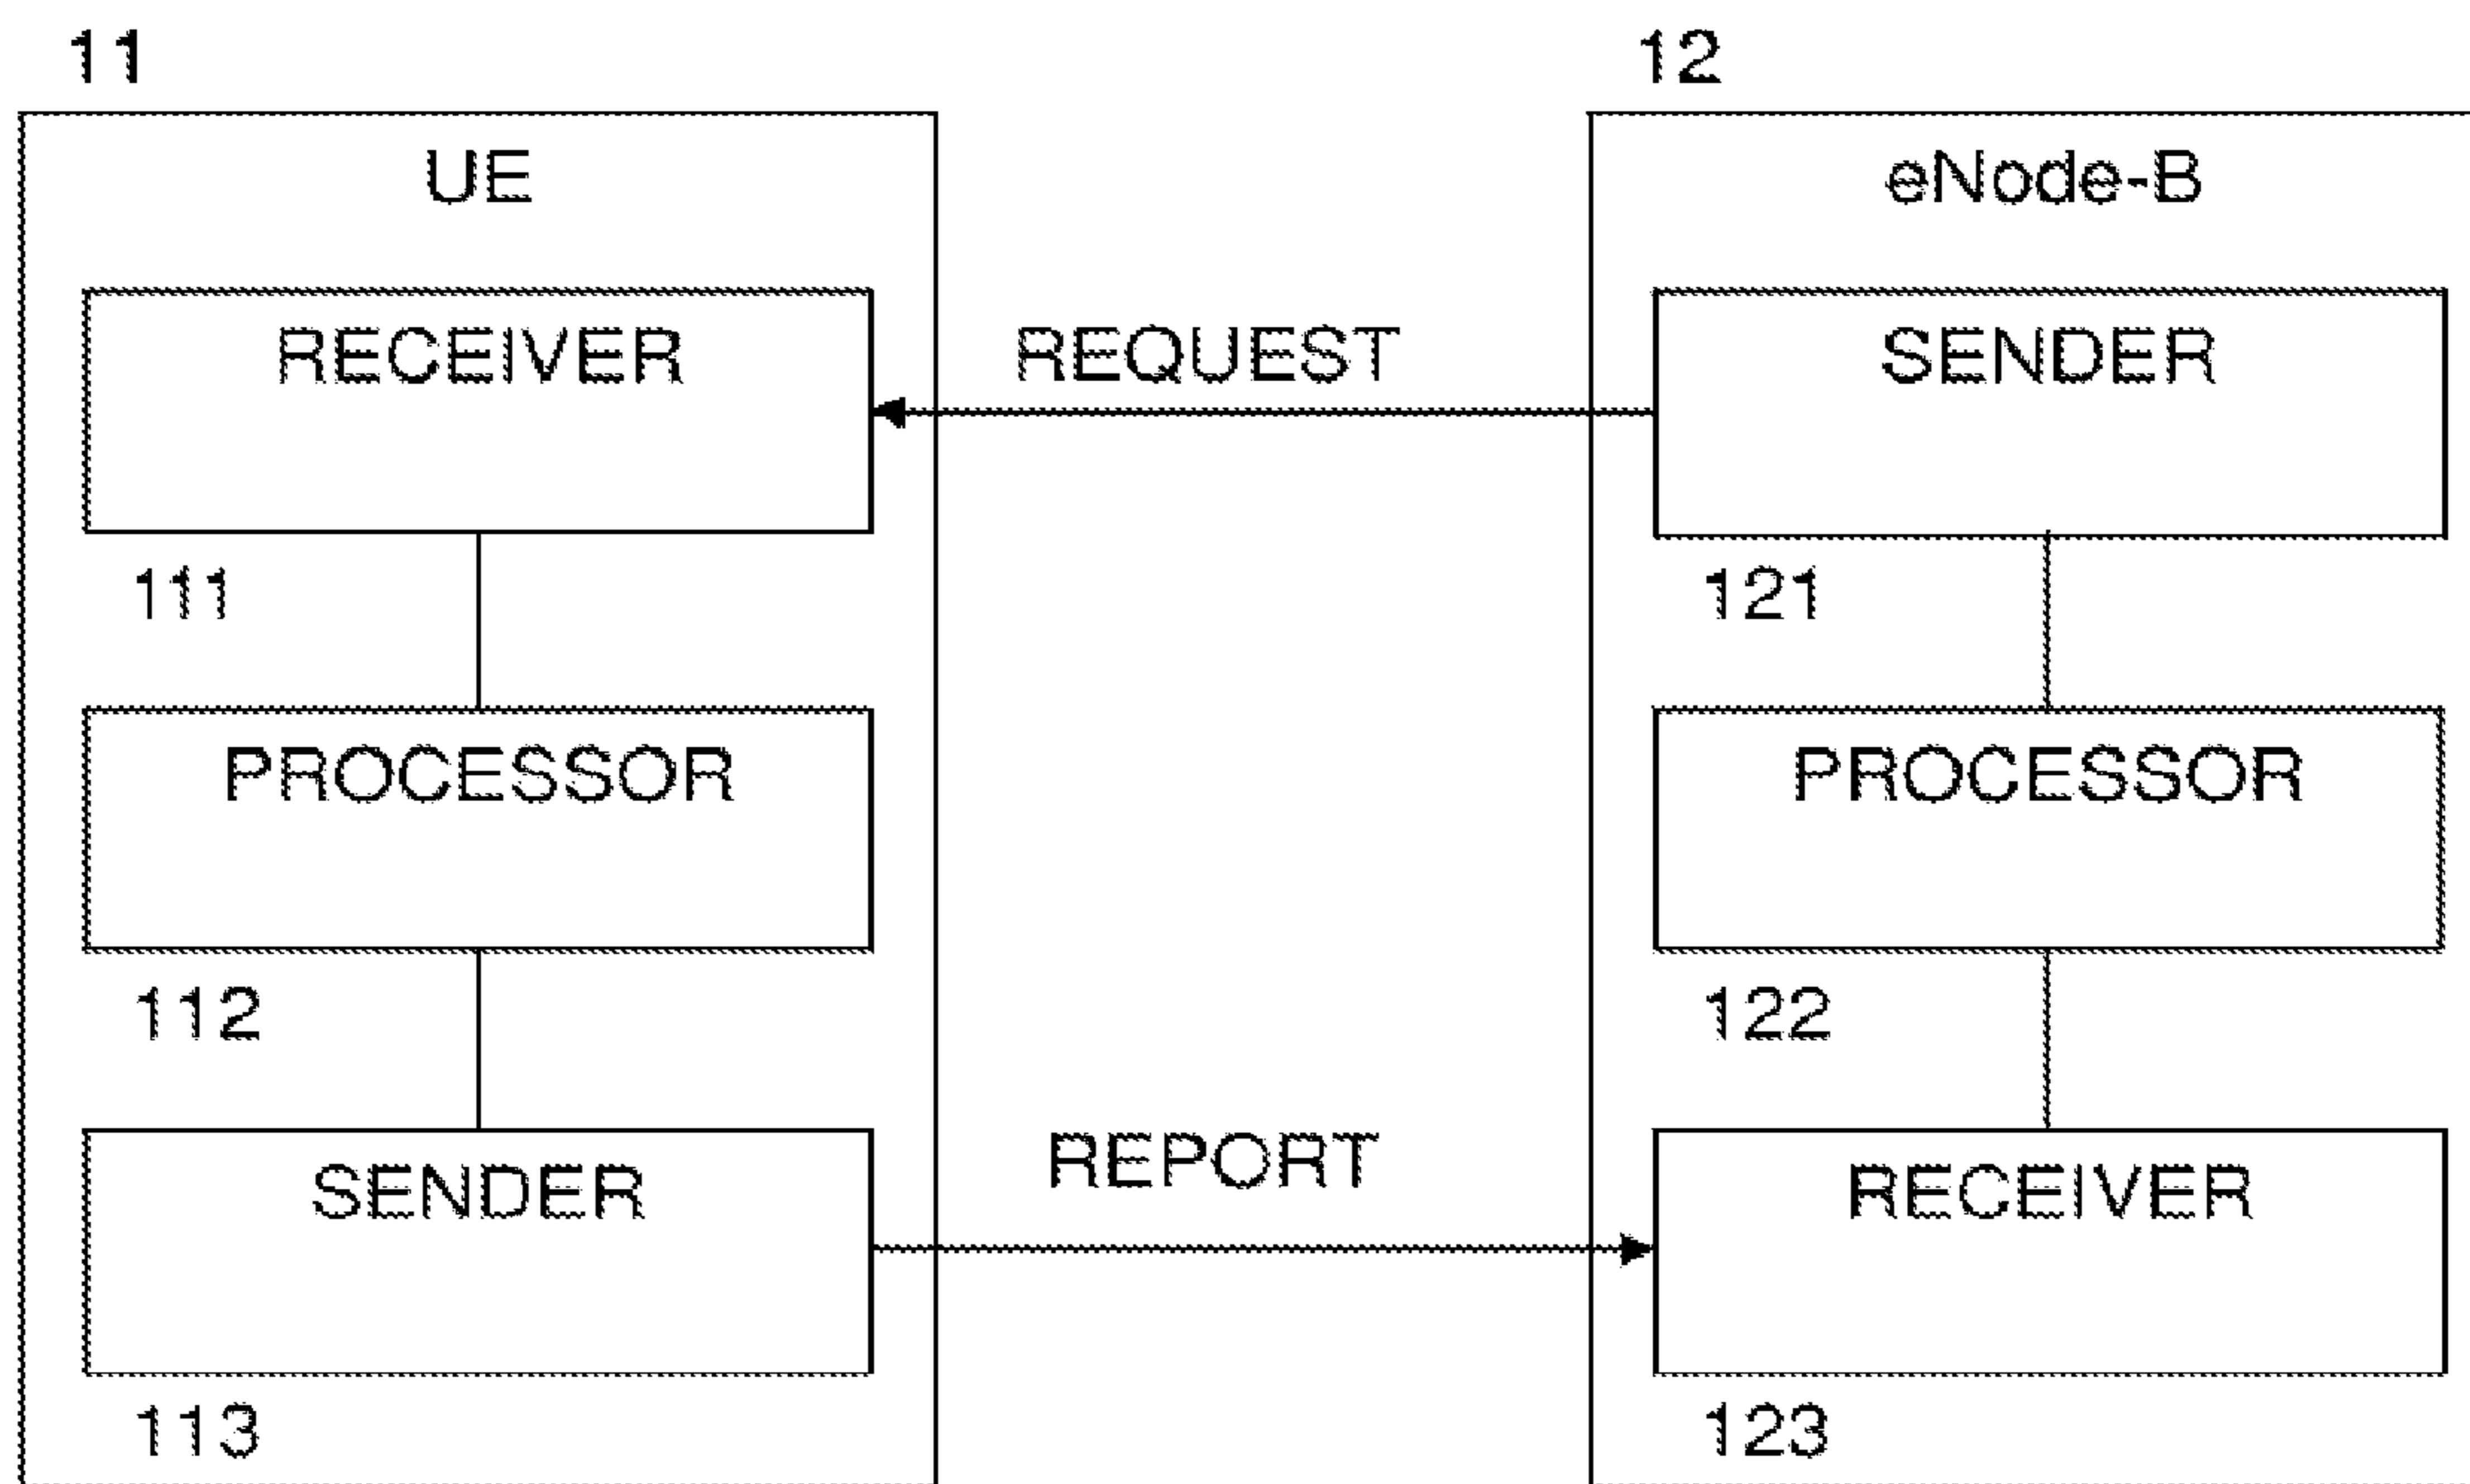 11
12
UE
eNode-B
RECEIVER
REQUEST
SENDER
111
121
PROCESSOR
PROCESSOR
112
122
SENDER
REPORT
RECEIVER
113
123